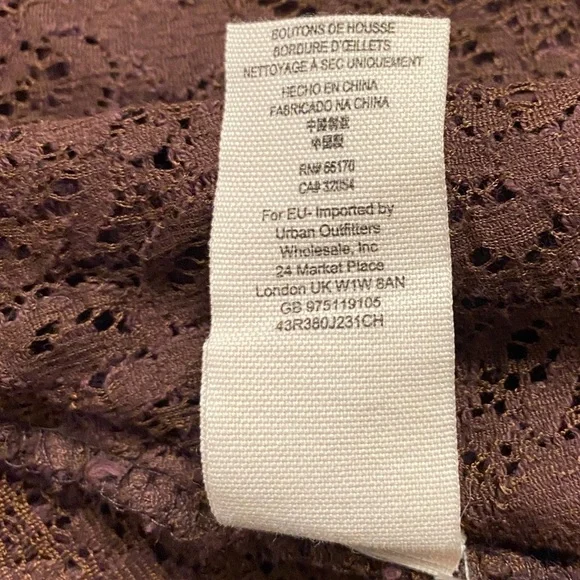 BOUTONS DE HOUSSE
BORDURE D'ŒILLETS
NETTOYAGE À SEC UNIQUEMENT
HECHO EN CHINA
FABRICADO NA CHINA
中國製造
中国製
RN# 66170
CA# 32054
For EU- Imported by
Urban Outfitters
Wholesale, Inc
24 Market Place
London UK W1W 8AN
GB 975119105
43R380J231CH